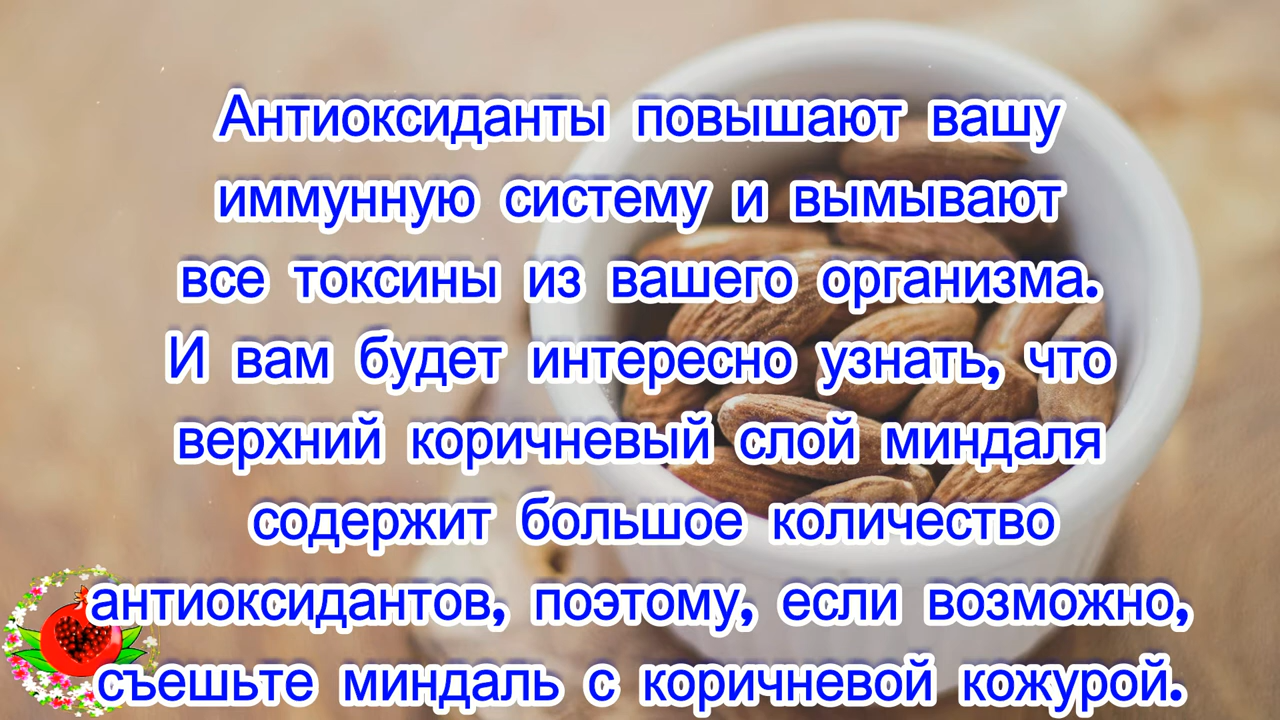 Антиоксиданты повышают вашу
иммунную систему и вымывают
все токсины из вашего организма.
И вам будет интересно узнать, что
верхний коричневый слой миндаля
содержит большое количество
антиоксидантов, поэтому, если возможно,
съешьте миндаль с коричневой кожурой.